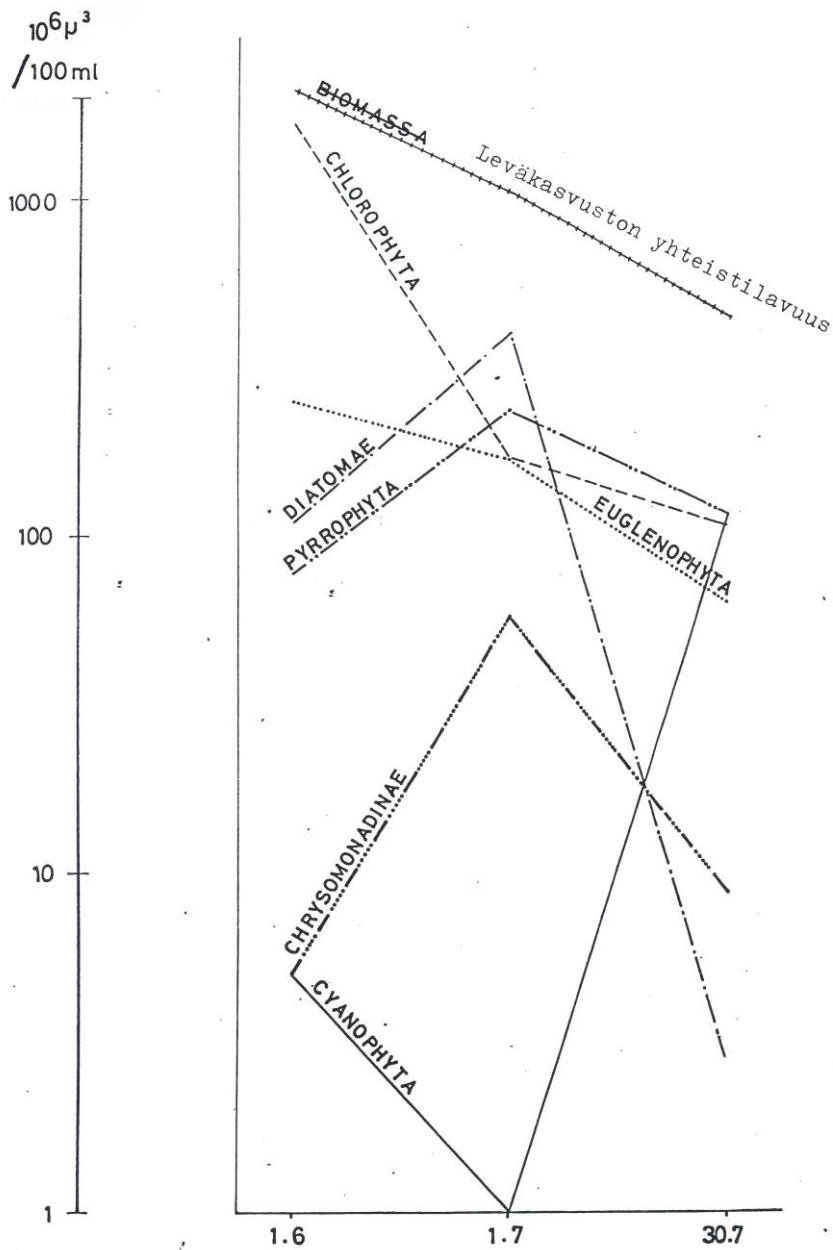 10⁶µ³
/100 ml
BIOMASSA
Leväkasvuston yhteistilavuus
CHLOROPHYTA
1000
DIATOMAE
PYRROPHYTA
EUGLENOPHYTA
100
CHRYSOMONADINAE
10
CYANOPHYTA
1
1.6 1.7 30.7